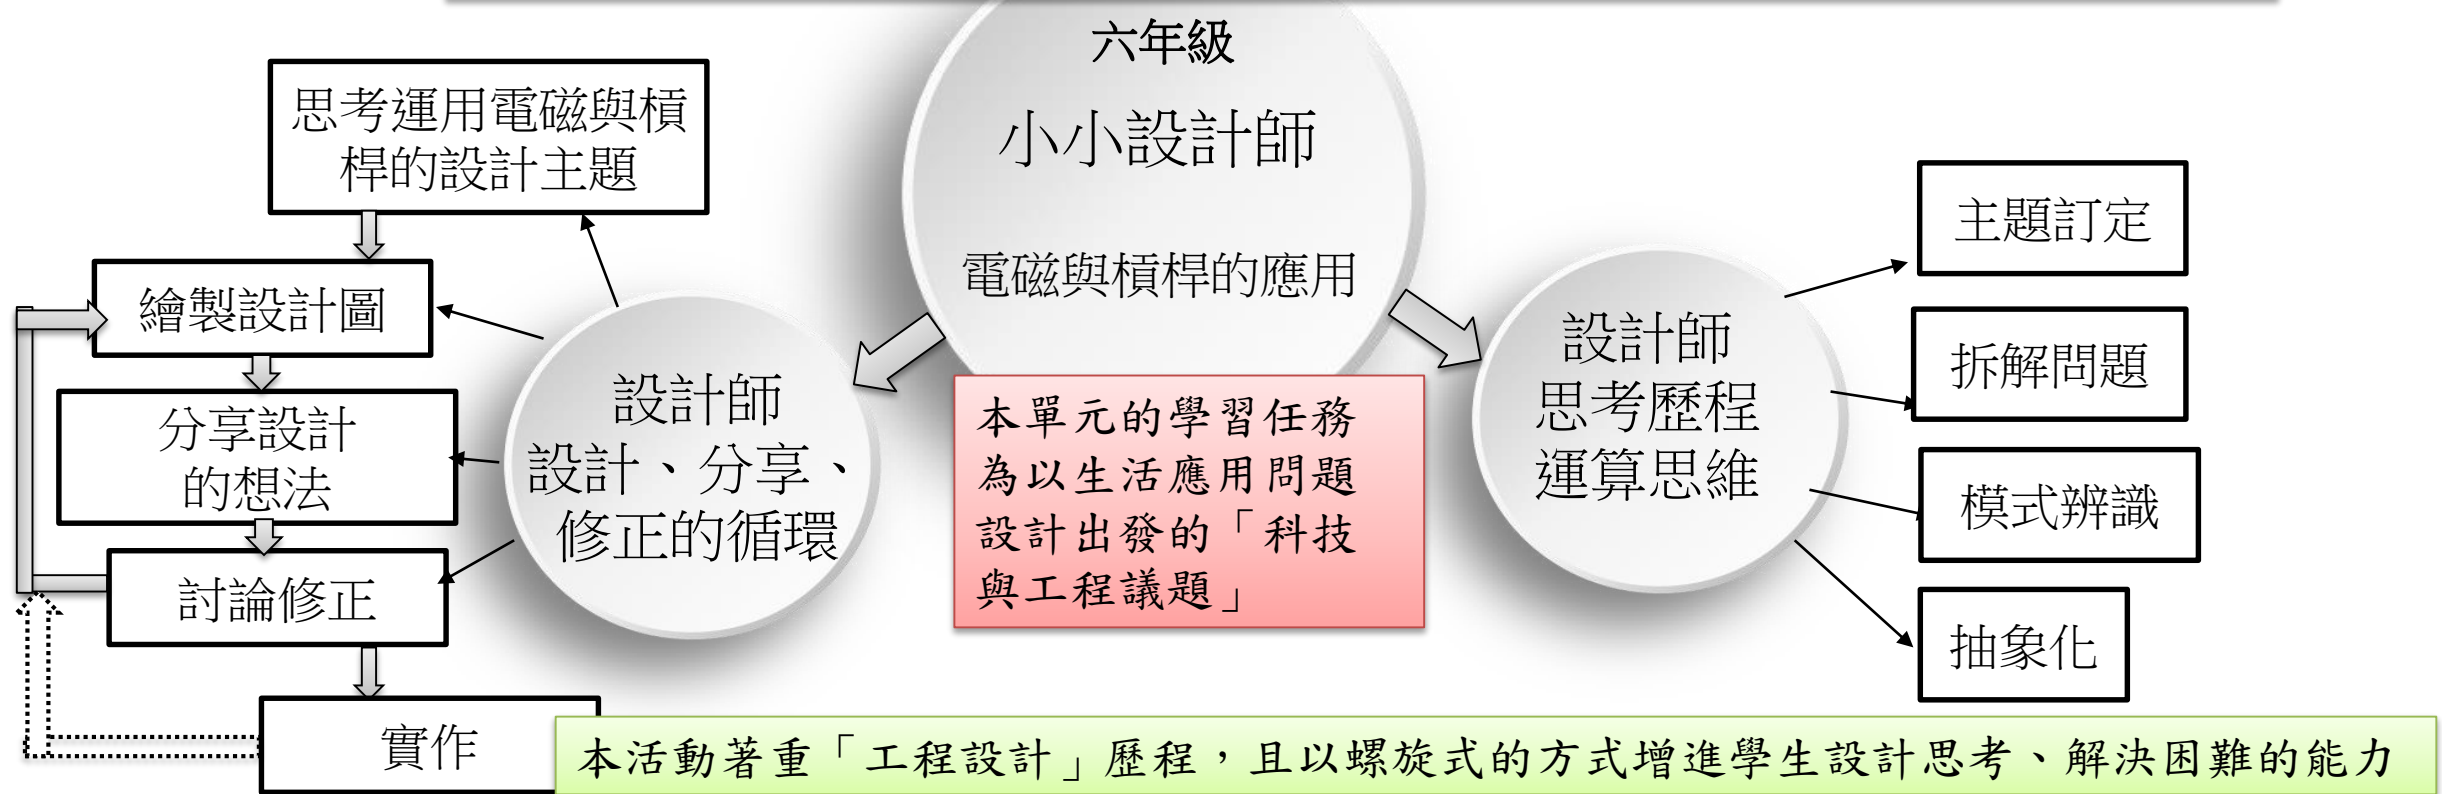 六年級
小小設計師
電磁與槓桿的應用
思考運用電磁與槓
桿的設計主題
繪製設計圖
分享設計
的想法
討論修正
實作
設計師
設計、分享、
修正的循環
本單元的學習任務
為以生活應用問題
設計出發的「科技
與工程議題」
設計師
思考歷程
運算思維
主題訂定
拆解問題
模式辨識
抽象化
本活動著重「工程設計」歷程，且以螺旋式的方式增進學生設計思考、解決困難的能力